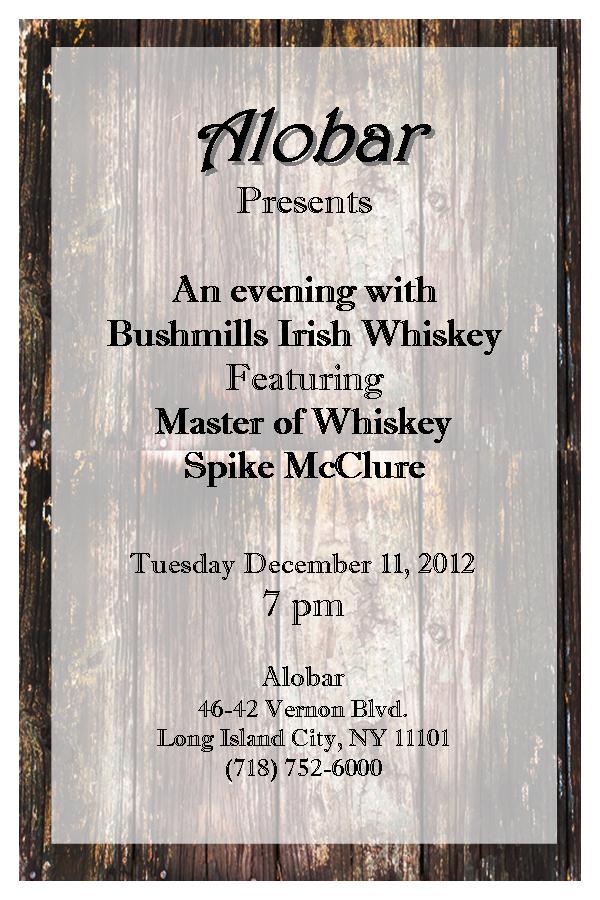 Alobar
Presents
An evening with
Bushmills Irish Whiskey
Featuring
Master of Whiskey
Spike McClure
Tuesday December 11, 2012
7 pm
Alobar
46-42 Vernon Blvd.
Long Island City, NY 11101
(718) 752-6000